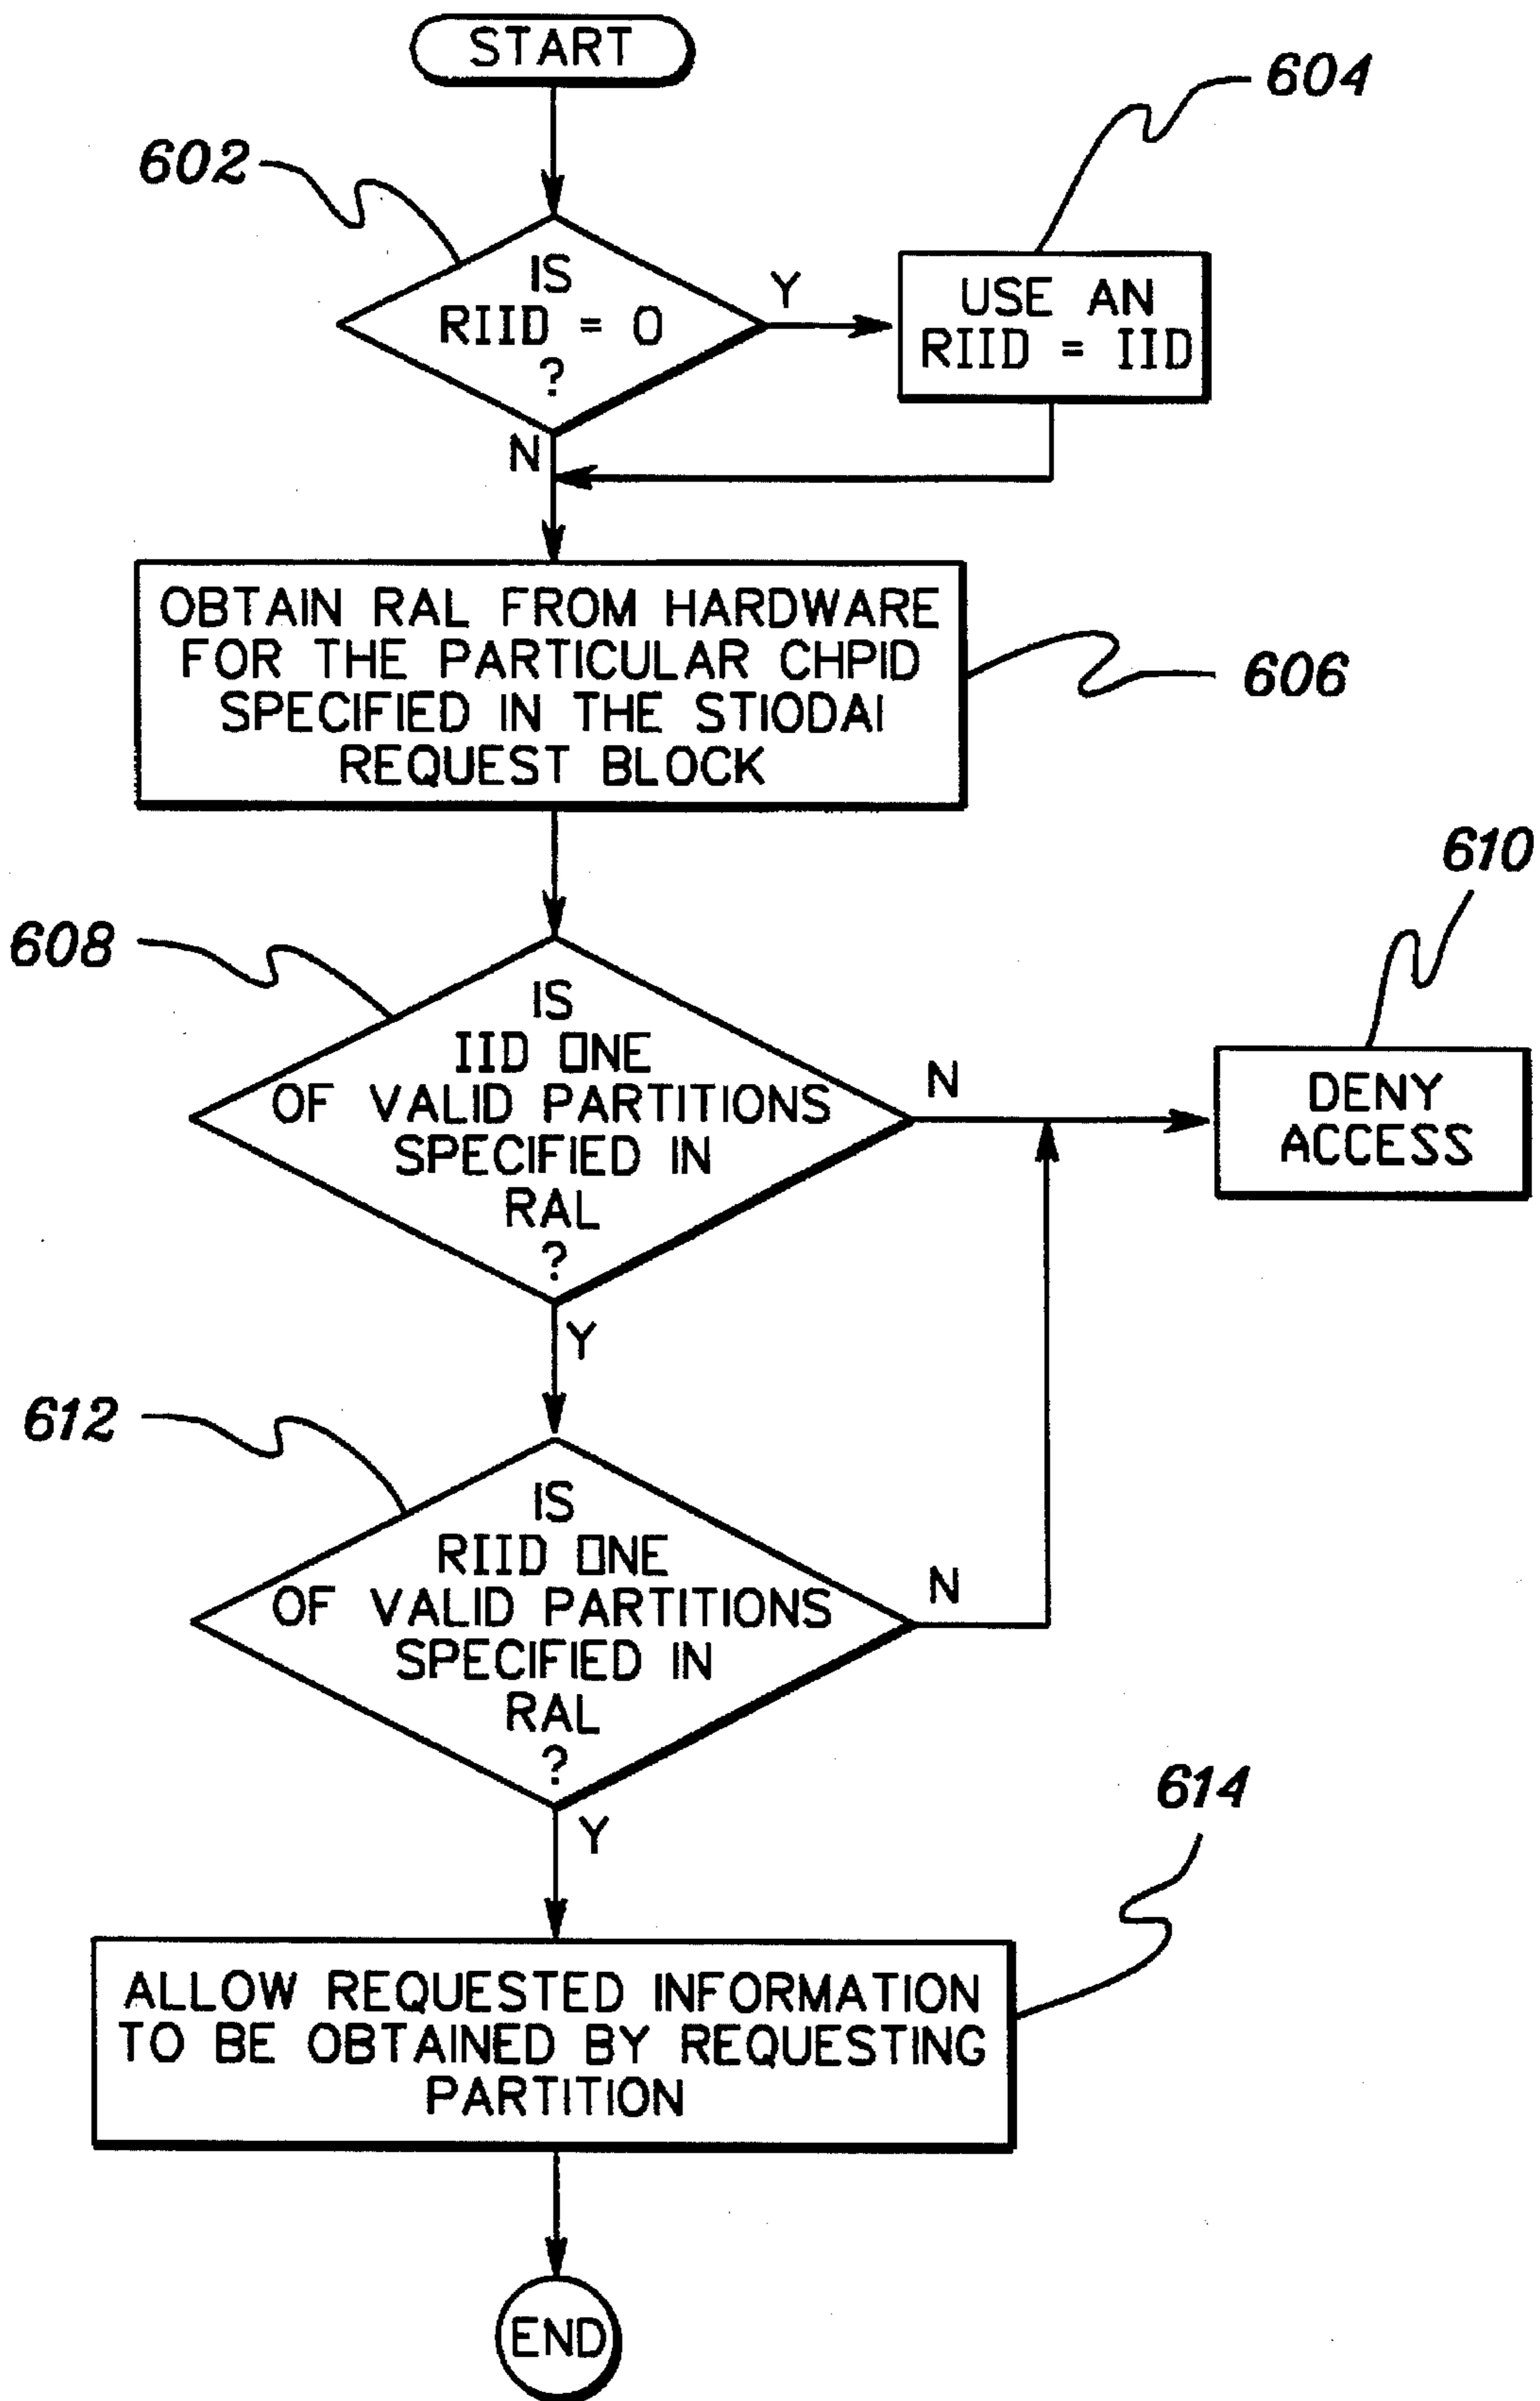 START
604
602
IS
RIID = 0
?
Y
USE AN
RIID = IID
N
OBTAIN RAL FROM HARDWARE
FOR THE PARTICULAR CHPID
SPECIFIED IN THE STIODAI
REQUEST BLOCK
606
610
608
IS
IID ONE
OF VALID PARTITIONS
SPECIFIED IN
RAL
?
N
DENY
ACCESS
Y
612
IS
RIID ONE
OF VALID PARTITIONS
SPECIFIED IN
RAL
?
N
Y
614
ALLOW REQUESTED INFORMATION
TO BE OBTAINED BY REQUESTING
PARTITION
END